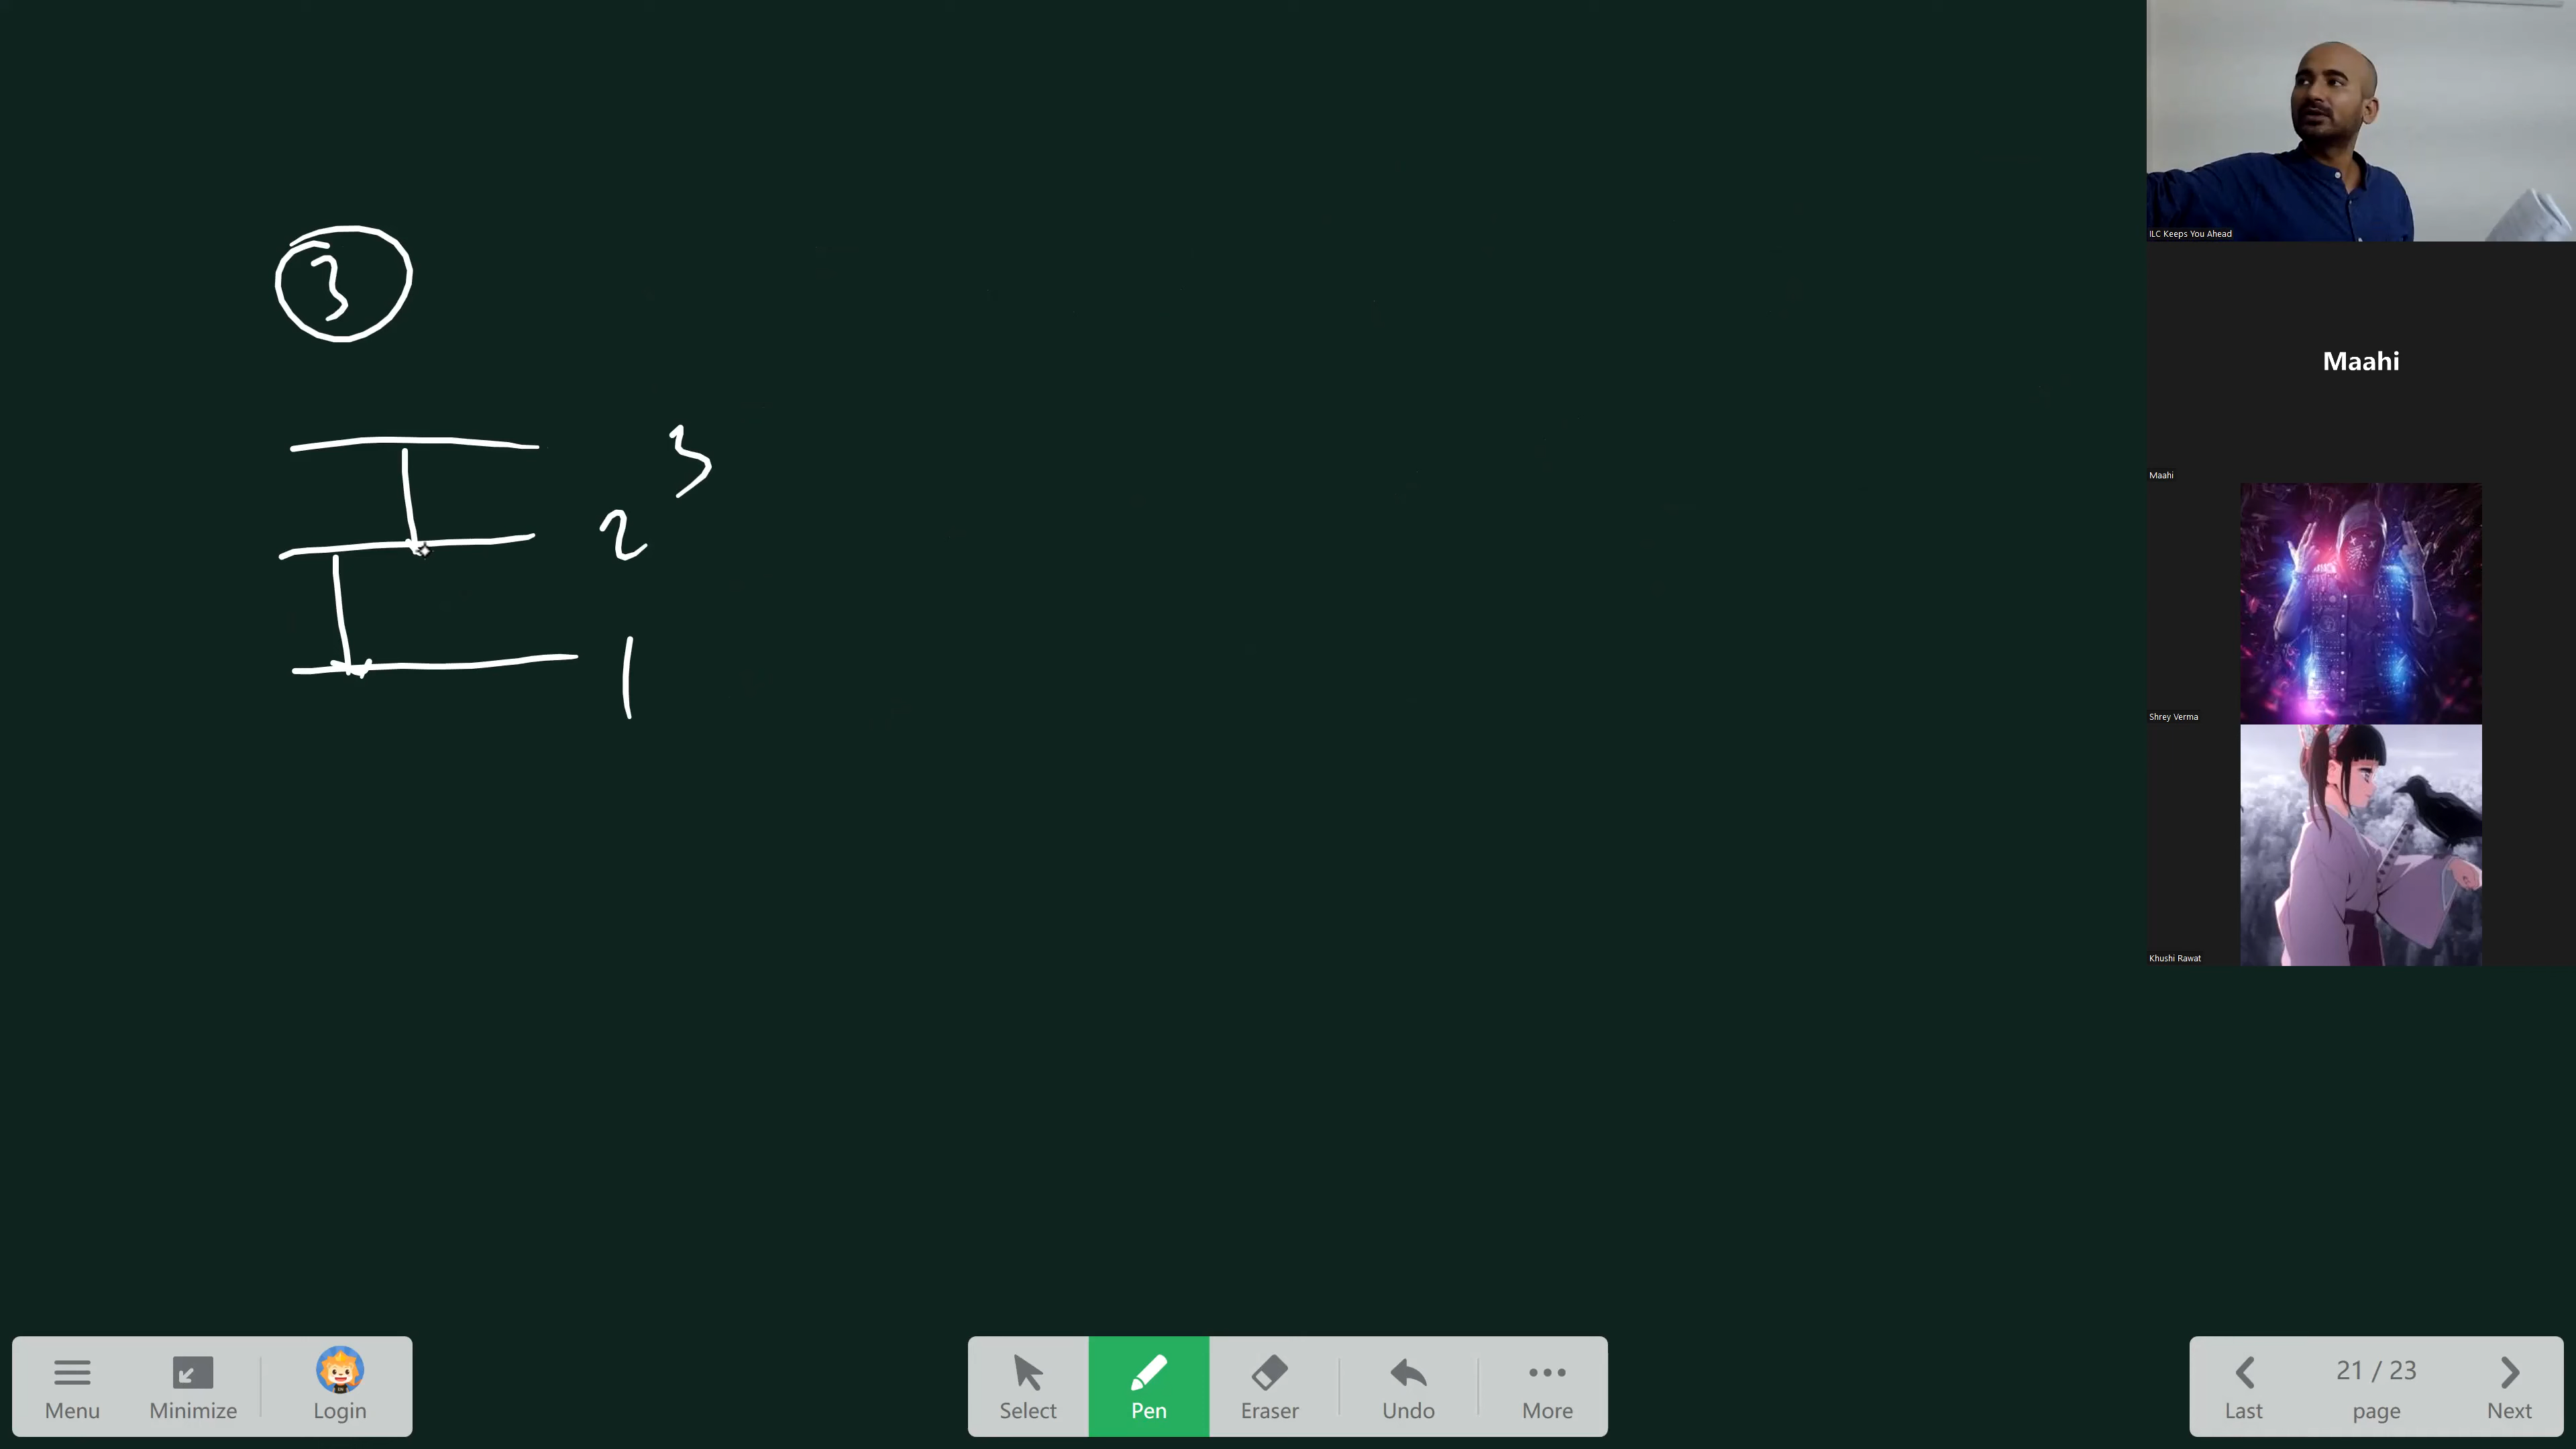 3
3
2
1
ILC Keeps You Ahead
Maahi
Maahi
Shrey Verma
Khushi Rawat
Menu
Minimize
Login
Select
Pen
Eraser
Undo
More
Last
21 / 23
page
Next